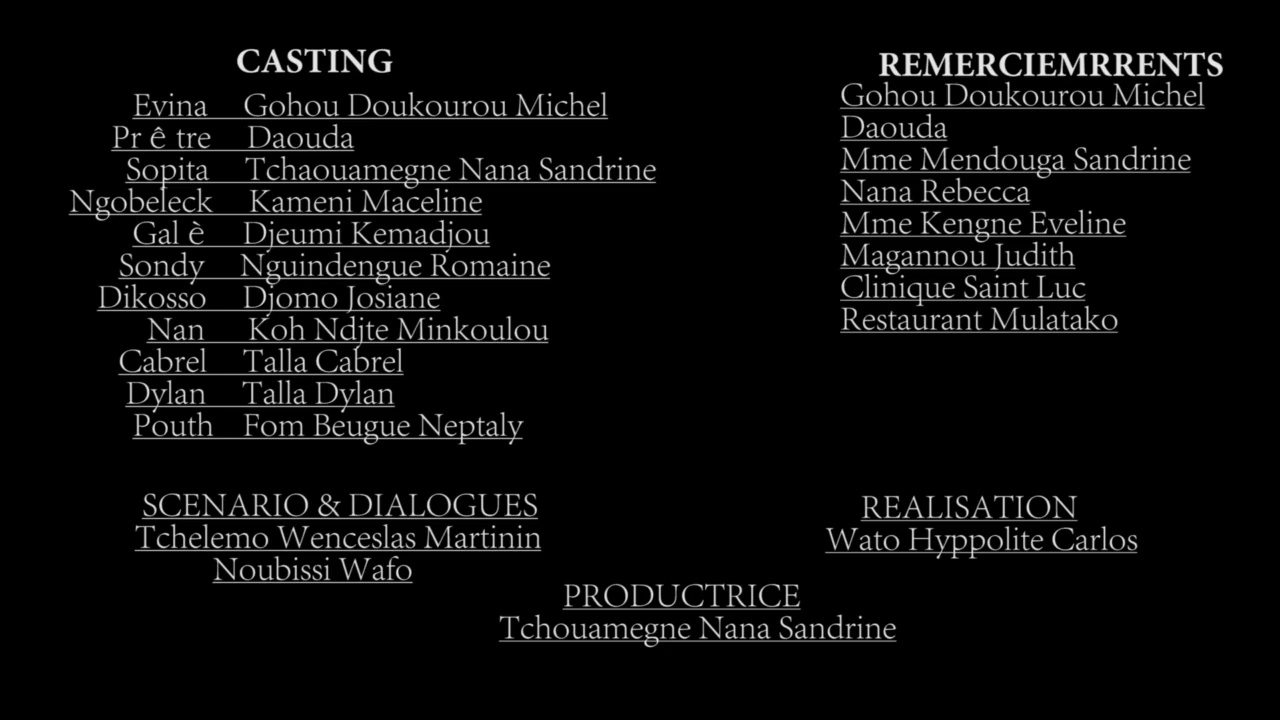 CASTING
Evina Gohou Doukourou Michel
Pr ê tre Daouda
Sopita Tchaouamegne Nana Sandrine
Ngobeleck Kameni Maceline
Gal è Djeumi Kemadjou
Sondy Nguindengue Romaine
Dikosso Djomo Josiane
Nan Koh Ndjte Minkoulou
Cabrel Talla Cabrel
Dylan Talla Dylan
Pouth Fom Beugue Neptaly
REMERCIEMRRENTS
Gohou Doukourou Michel
Daouda
Mme Mendouga Sandrine
Nana Rebecca
Mme Kengne Eveline
Magannou Judith
Clinique Saint Luc
Restaurant Mulatako
SCENARIO & DIALOGUES
Tchelemo Wenceslas Martinin
Noubissi Wafo
REALISATION
Wato Hyppolite Carlos
PRODUCTRICE
Tchouamegne Nana Sandrine